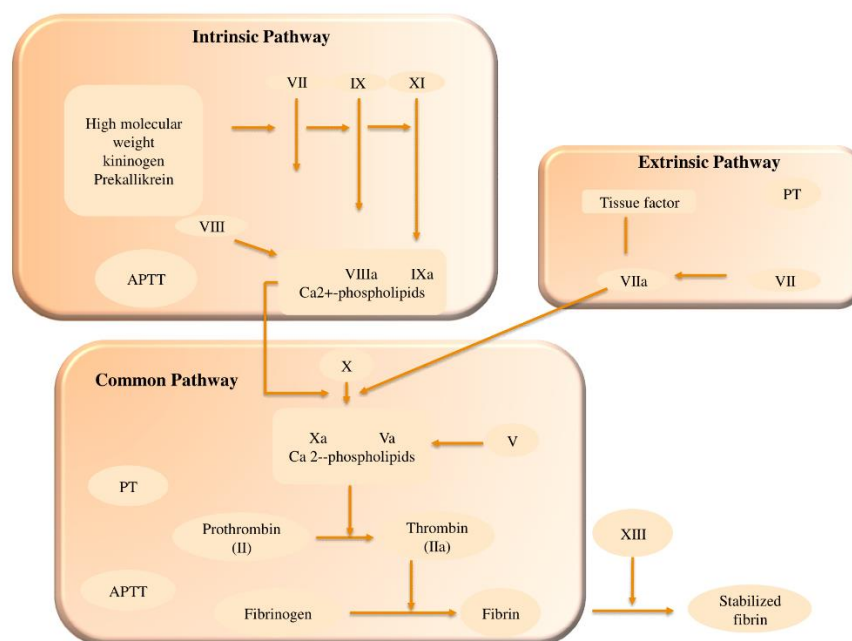 Intrinsic Pathway
VII
IX
XI
High molecular
weight
kininogen
Prekallikrein
VIII
APTT
VIIIa
IXa
Ca2+-phospholipids
Extrinsic Pathway
Tissue factor
PT
VIIa
VII
Common Pathway
X
Xa
Va
Ca 2--phospholipids
V
PT
Prothrombin
(II)
Thrombin
(IIa)
XIII
APTT
Fibrinogen
Fibrin
Stabilized
fibrin